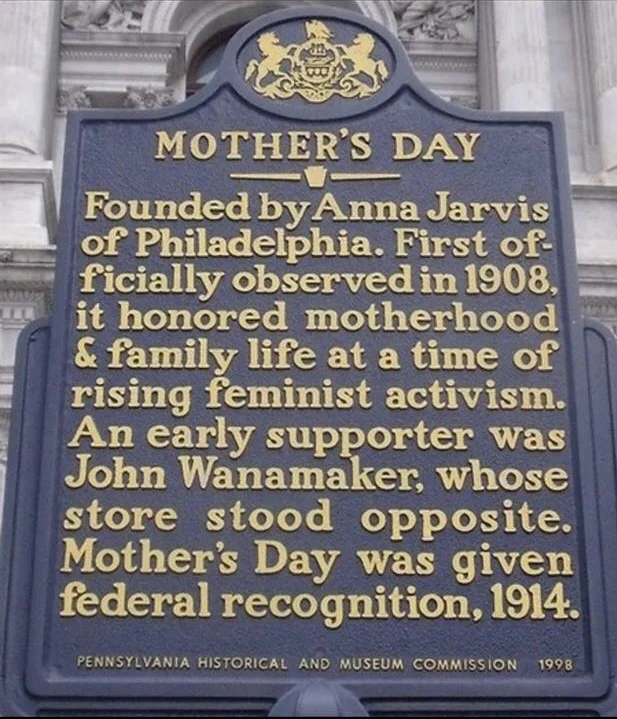 MOTHER'S DAY
Founded by Anna Jarvis
of Philadelphia. First of-
ficially observed in 1908,
it honored motherhood
& family life at a time of
rising feminist activism.
An early supporter was
John Wanamaker, whose
store stood opposite.
Mother's Day was given
federal recognition, 1914.
PENNSYLVANIA HISTORICAL AND MUSEUM COMMISSION 1998